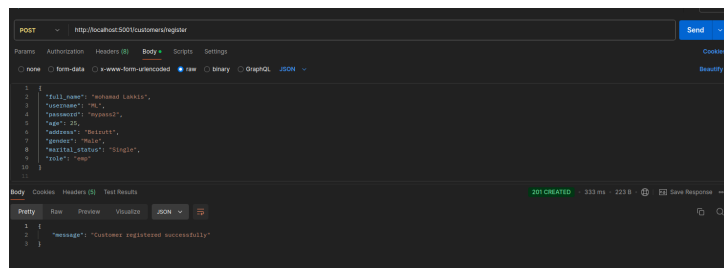 POST http://localhost:5001/customers/register Send
Params Authorization Headers (8) Body Scripts Settings Cookies
none form-data x-www-form-urlencoded raw binary GraphQL JSON Beautify
1 {
2 "full_name": "mohamad Lakkis",
3 "username": "ML",
4 "password": "mypass2",
5 "age": 25,
6 "address": "Beirutt",
7 "gender": "Male",
8 "marital_status": "Single",
9 "role": "emp"
10 }
11
Body Cookies Headers (5) Test Results 201 CREATED 333 ms 223 B Save Response
Pretty Raw Preview Visualize JSON
1 {
2 "message": "Customer registered successfully"
3 }